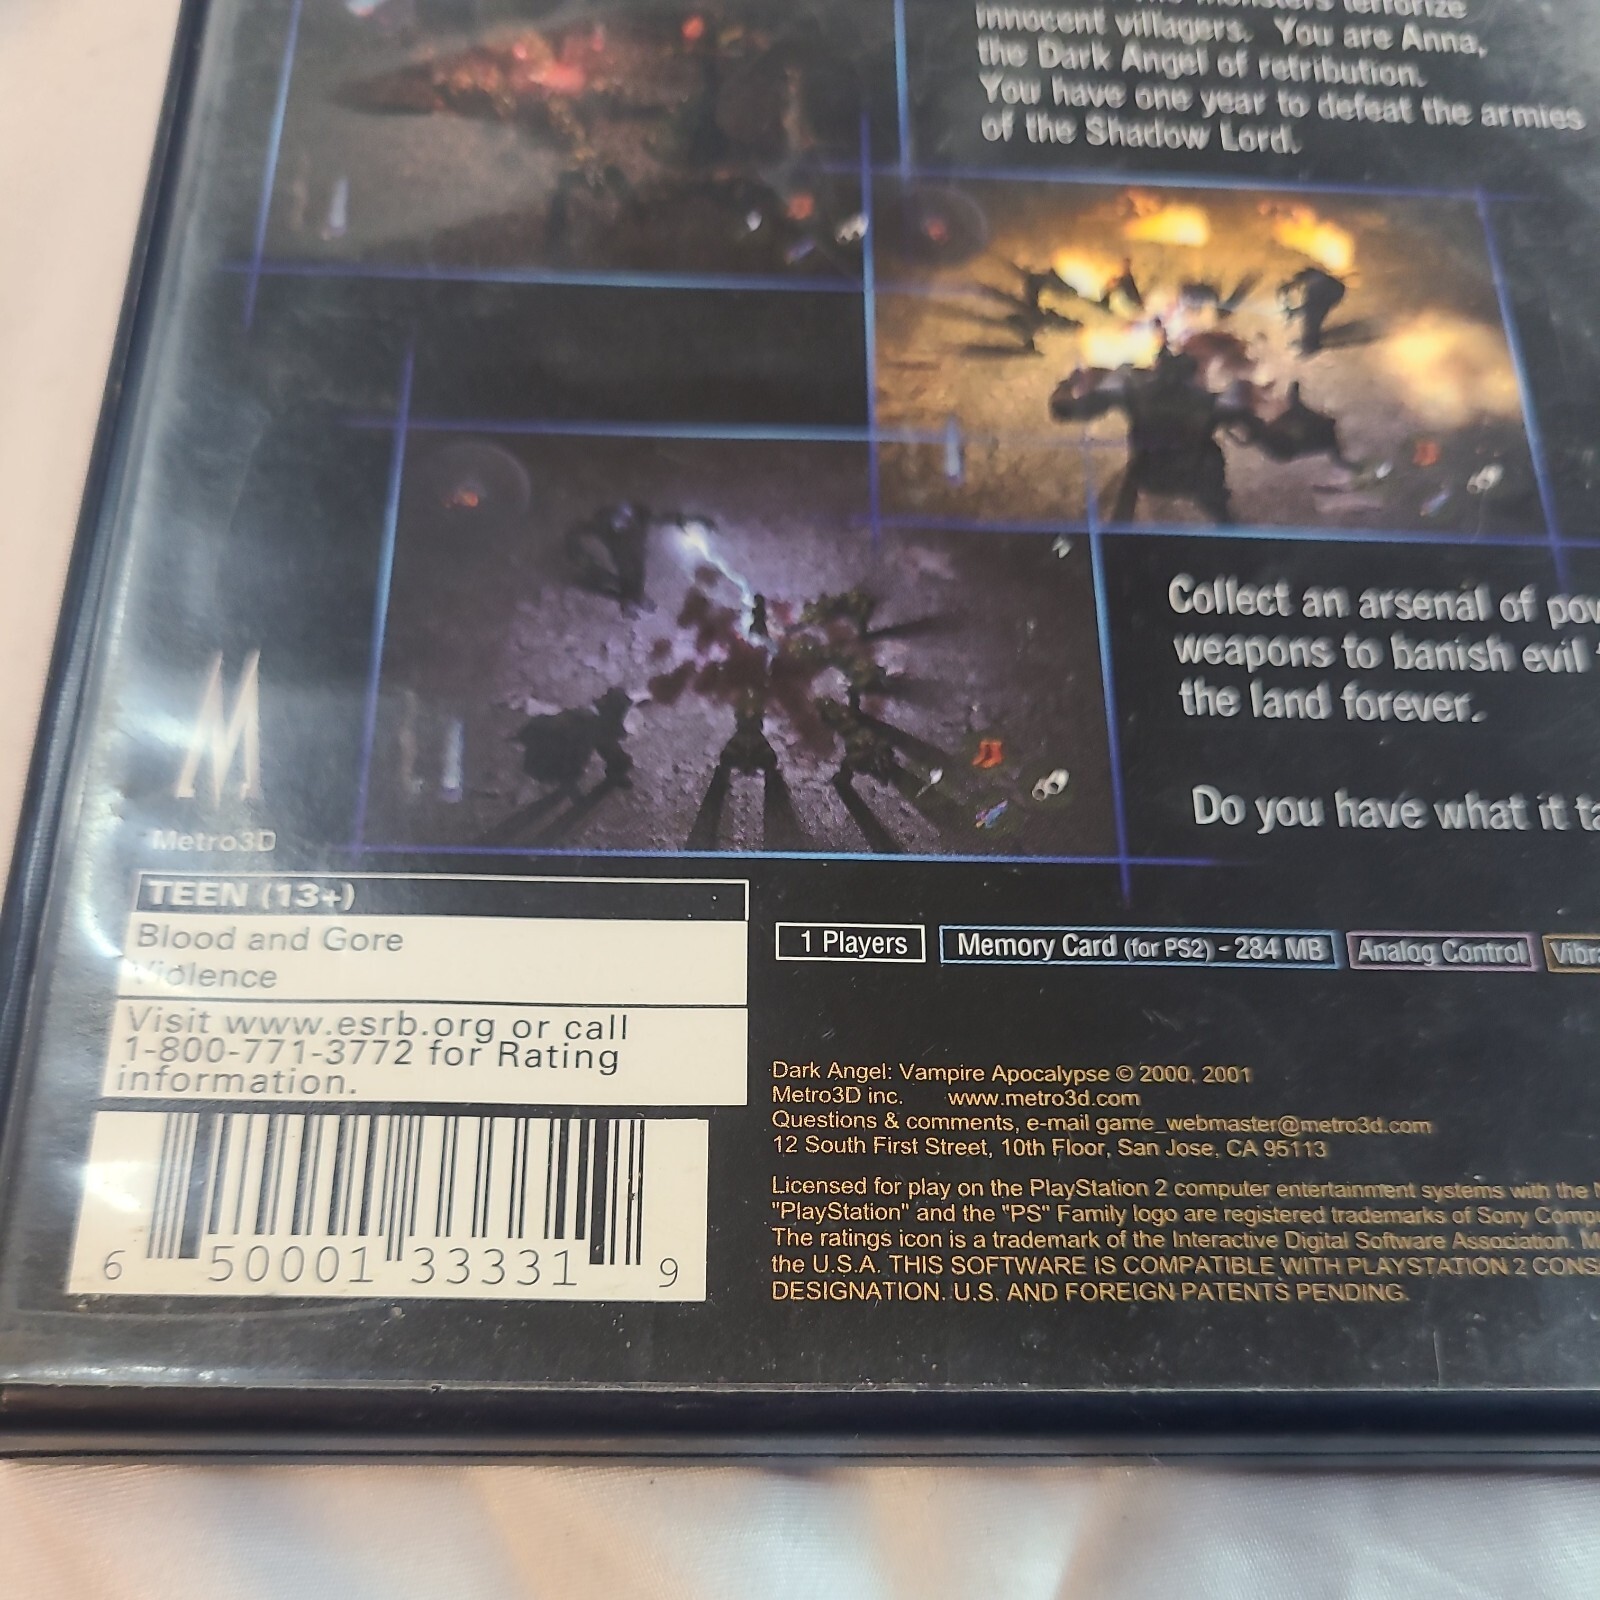 The monsters terrorize
innocent villagers. You are Anna,
the Dark Angel of retribution.
You have one year to defeat the armies
of the Shadow Lord.
Collect an arsenal of
weapons to banish evil
the land forever.
Do you have what it
M
Metro3D
TEEN (13+)
Blood and Gore
Violence
Visit www.esrb.org or call
1-800-771-3772 for Rating
information.
6 50001 33331 9
1 Players Memory Card (for PS2) - 284 MB Analog Control
Dark Angel: Vampire Apocalypse © 2000, 2001
Metro3D inc. www.metro3d.com
Questions & comments, e-mail game_webmaster@metro3d.com
12 South First Street, 10th Floor, San Jose, CA 95113
Licensed for play on the PlayStation 2 computer entertainment systems with the
"PlayStation" and the "PS" Family logo are registered trademarks of Sony
The ratings icon is a trademark of the Interactive Digital Software Association.
the U.S.A. THIS SOFTWARE IS COMPATIBLE WITH PLAYSTATION 2
DESIGNATION. U.S. AND FOREIGN PATENTS PENDING.